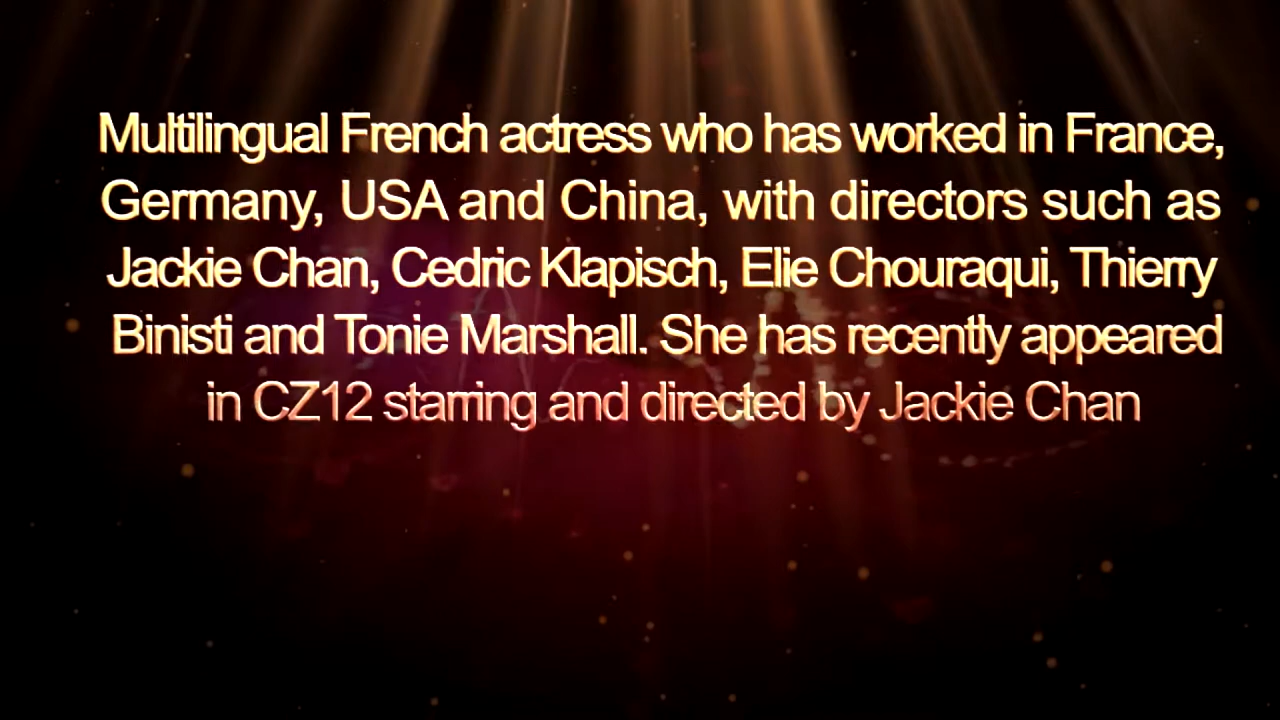 Multilingual French actress who has worked in France,
Germany, USA and China, with directors such as
Jackie Chan, Cedric Klapisch, Elie Chouraqui, Thierry
Binisti and Tonie Marshall. She has recently appeared
in CZ12 starring and directed by Jackie Chan